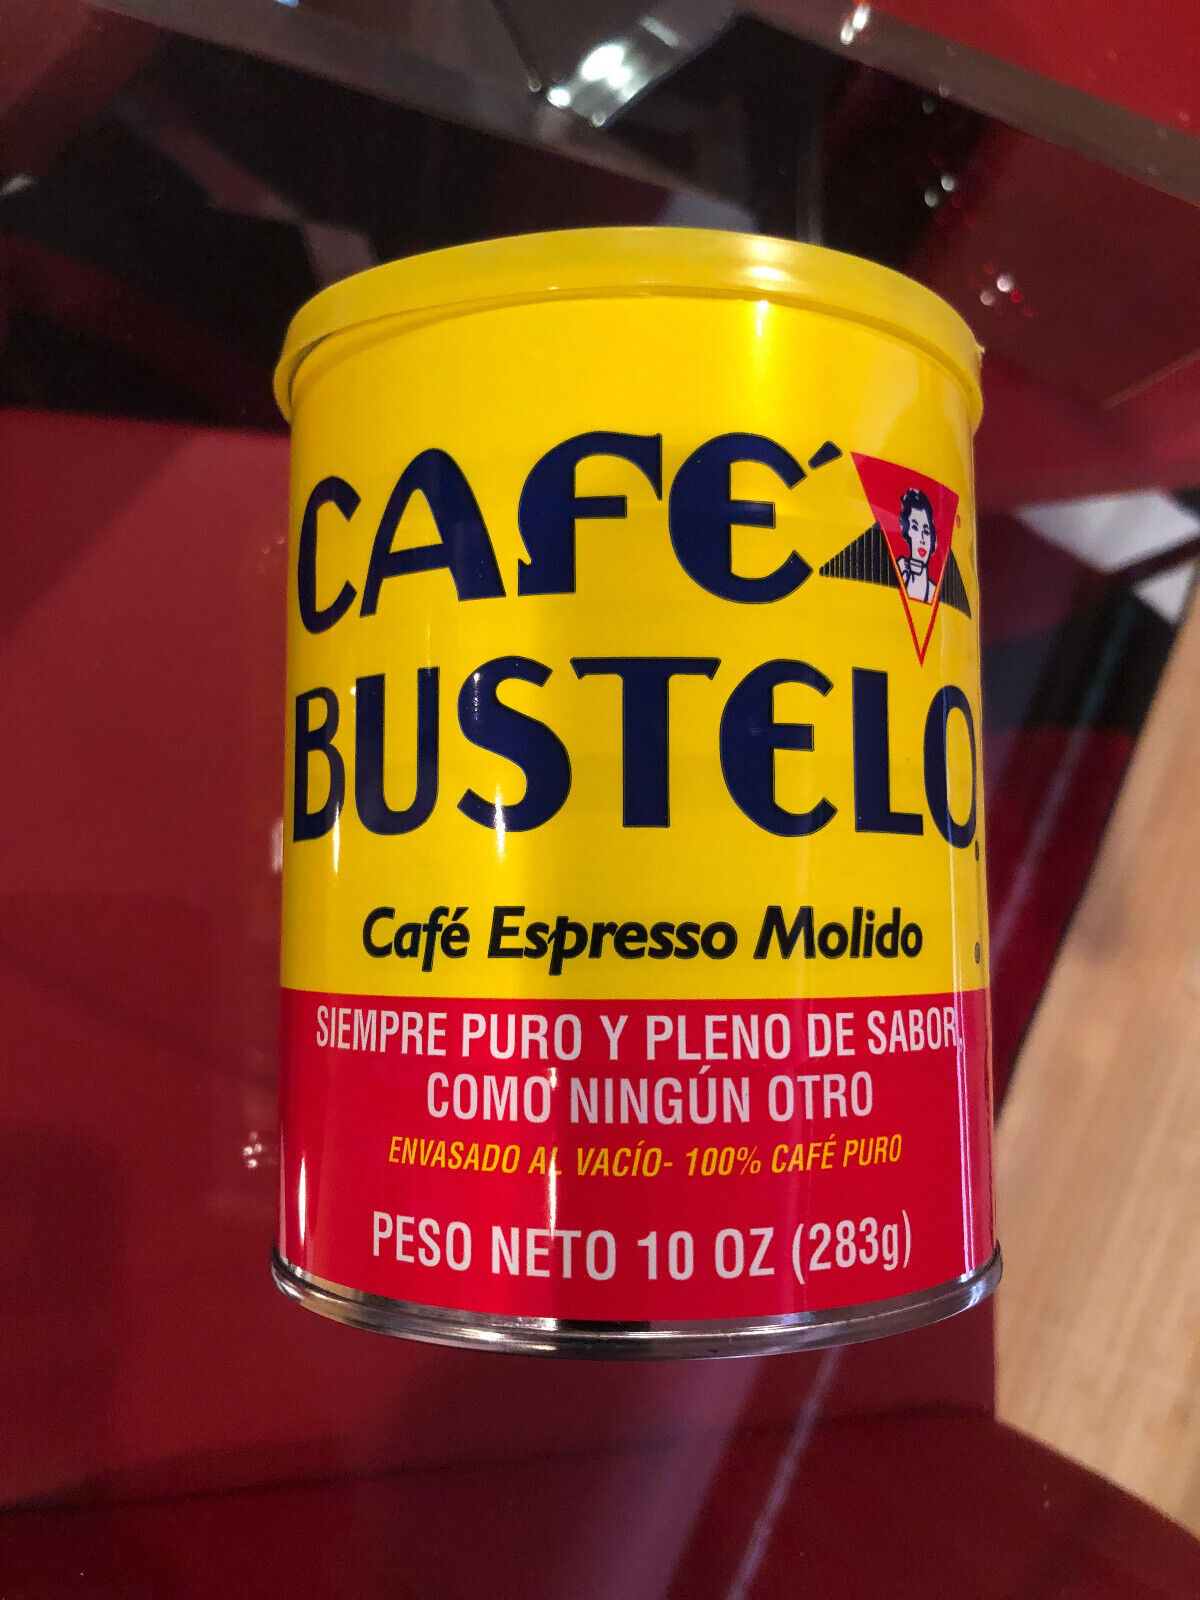 CAFÉ
BUSTELO
Café Espresso Molido
SIEMPRE PURO Y PLENO DE SABOR,
COMO NINGÚN OTRO
ENVASADO AL VACÍO- 100% CAFÉ PURO
PESO NETO 10 OZ (283g)